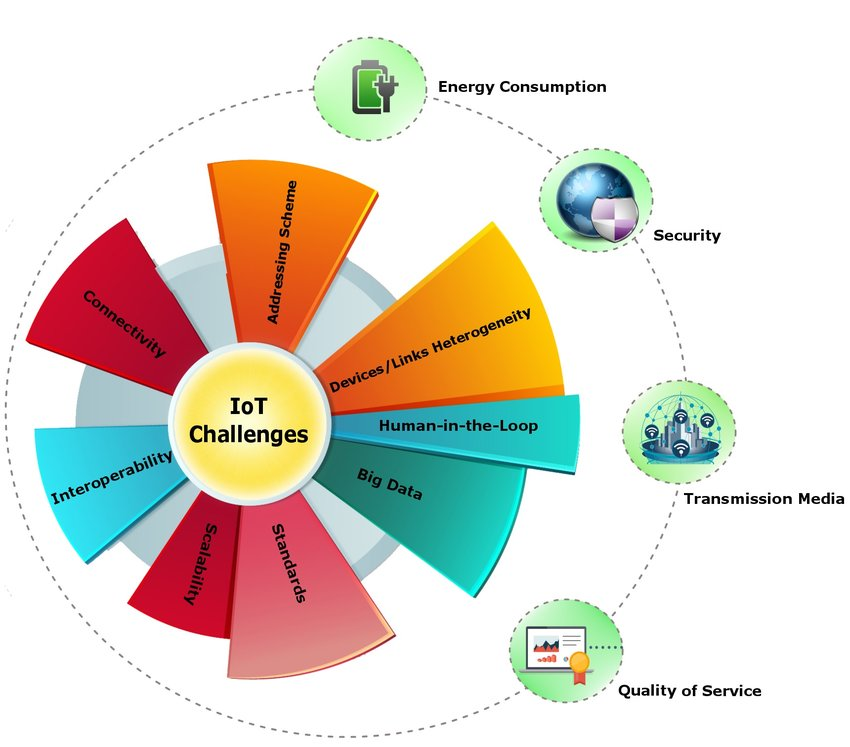 Energy Consumption
Security
Addressing Scheme
Connectivity
Devices/Links Heterogeneity
IoT
Challenges
Human-in-the-Loop
Interoperability
Big Data
Transmission Media
Scalability
Standards
Quality of Service